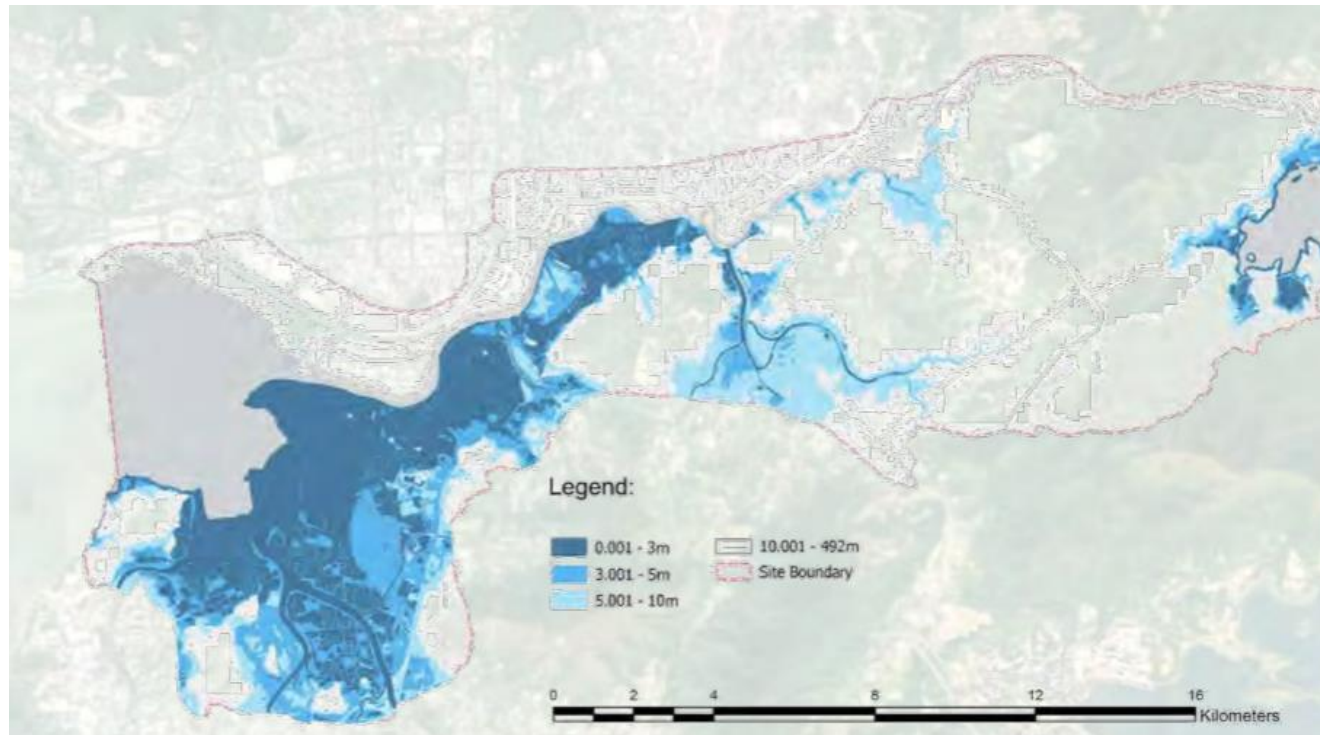 Legend:
0.001 - 3m
10.001 - 492m
3.001 - 5m
Site Boundary
5.001 - 10m
0 2 4 8 12 16
Kilometers